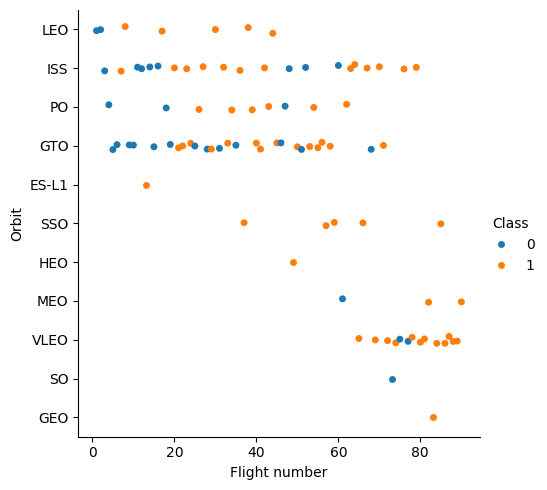 LEO
ISS
PO
GTO
ES-L1
SSO
HEO
MEO
VLEO
SO
GEO
Orbit
0 20 40 60 80
Flight number
Class
0
1